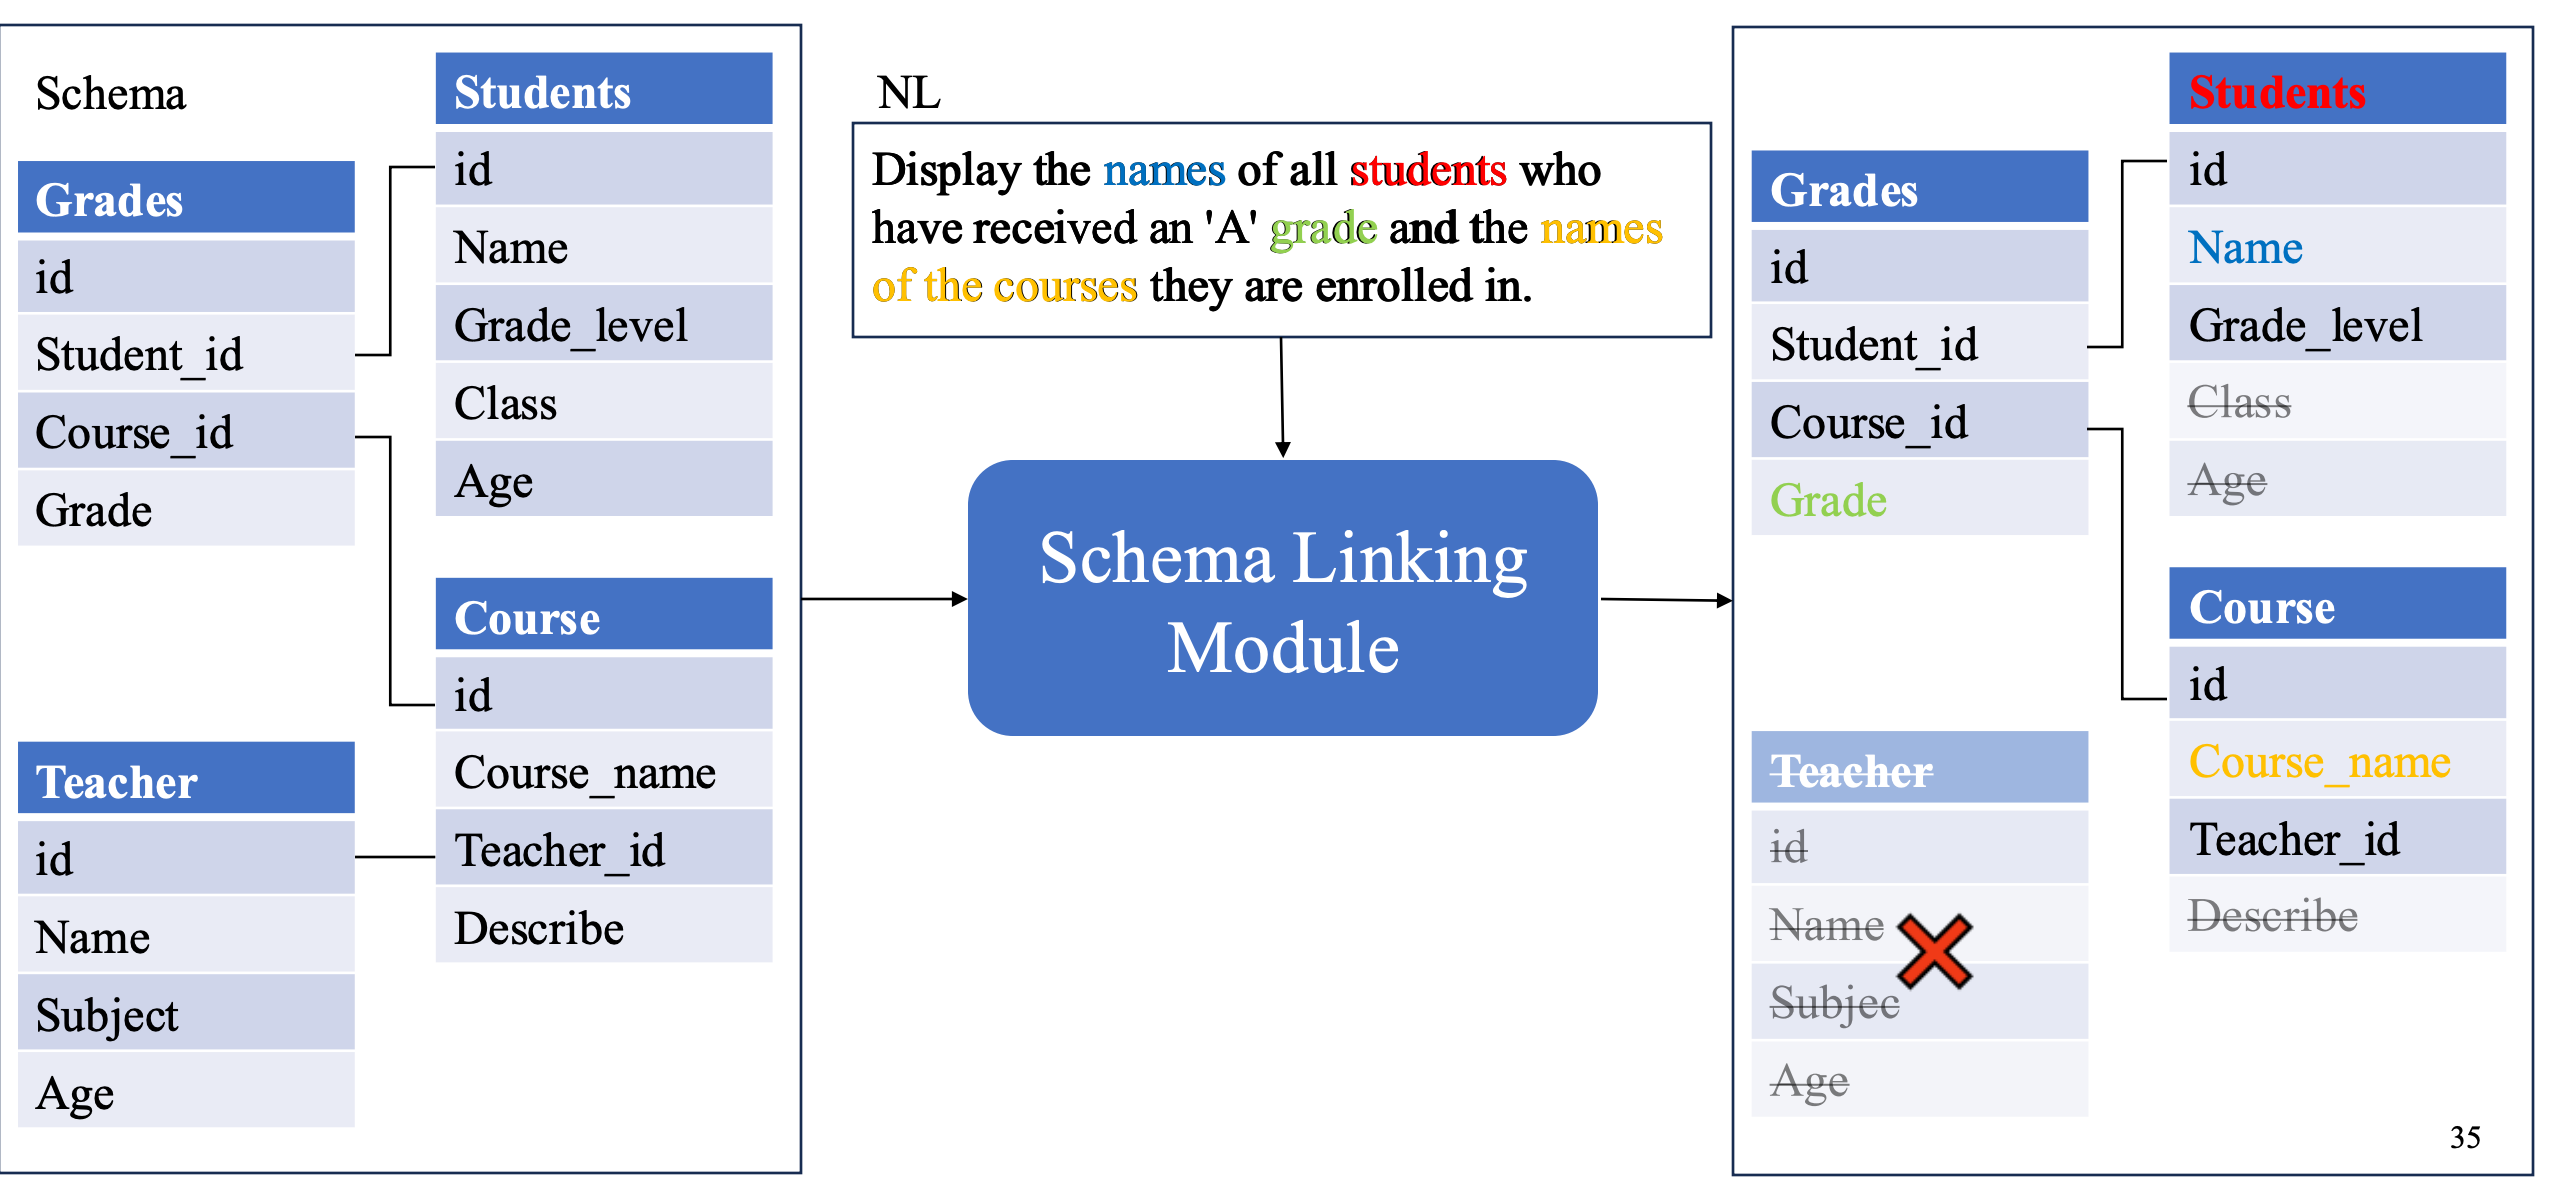 Schema
Grades
id
Student_id
Course_id
Grade
Teacher
id
Name
Subject
Age
Students
id
Name
Grade_level
Class
Age
Course
id
Course_name
Teacher_id
Describe
NL
Display the names of all students who
have received an 'A' grade and the names
of the courses they are enrolled in.
Schema Linking
Module
Grades
id
Student_id
Course_id
Grade
Teacher
id
Name
Subjec
Age
Students
id
Name
Grade_level
Class
Age
Course
id
Course_name
Teacher_id
Describe
35